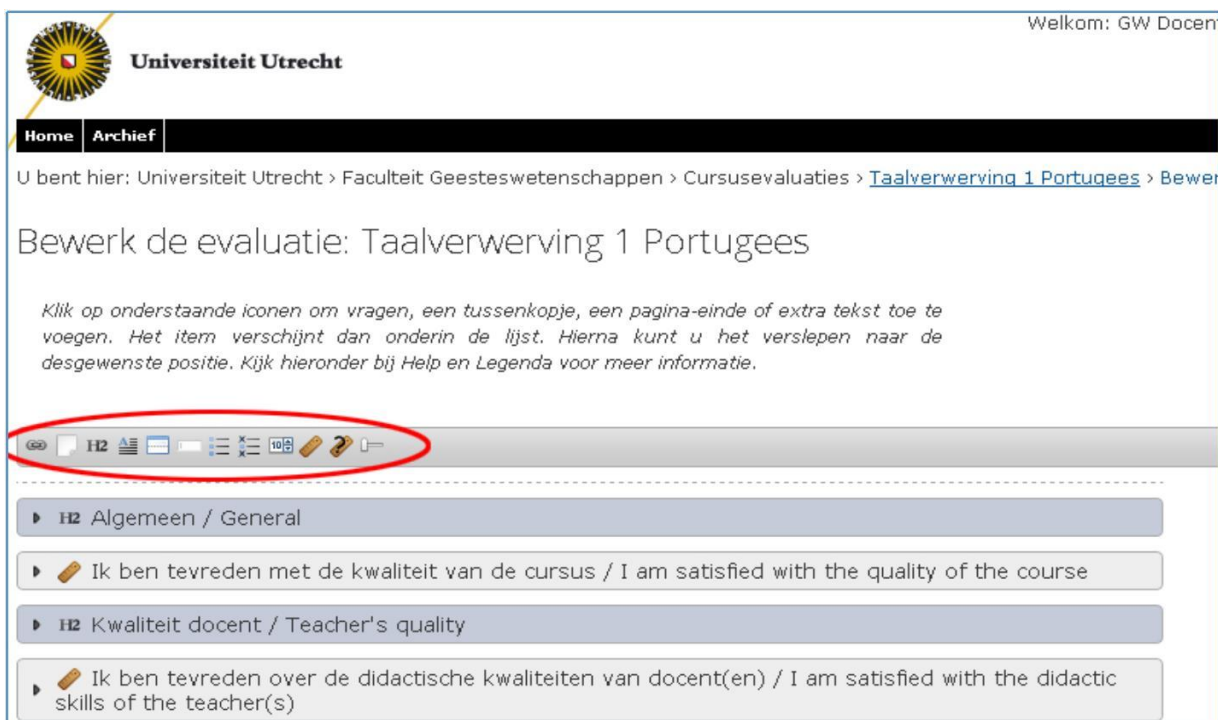 Welkom: GW Docent
Universiteit Utrecht
Home Archief
U bent hier: Universiteit Utrecht › Faculteit Geesteswetenschappen › Cursusevaluaties › Taalverwerving 1 Portugees › Bewer
Bewerk de evaluatie: Taalverwerving 1 Portugees
Klik op onderstaande iconen om vragen, een tussenkopje, een pagina-einde of extra tekst toe te
voegen. Het item verschijnt dan onderin de lijst. Hierna kunt u het verslepen naar de
desgewenste positie. Kijk hieronder bij Help en Legenda voor meer informatie.
H2 10
H2 Algemeen / General
Ik ben tevreden met de kwaliteit van de cursus / I am satisfied with the quality of the course
H2 Kwaliteit docent / Teacher's quality
Ik ben tevreden over de didactische kwaliteiten van docent(en) / I am satisfied with the didactic
skills of the teacher(s)